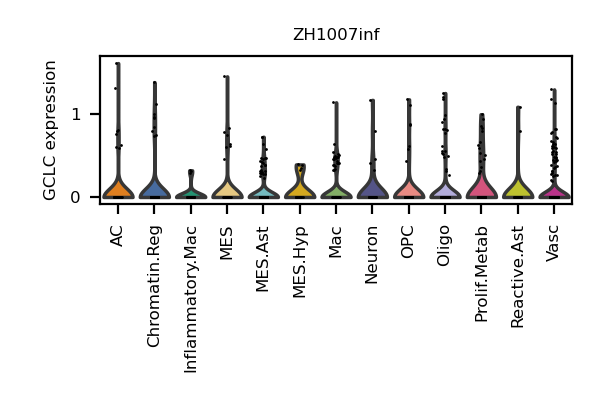 ZH1007inf
GCLC expression
1
0
AC
Chromatin.Reg
Inflammatory.Mac
MES
MES.Ast
MES.Hyp
Mac
Neuron
OPC
Oligo
Prolif.Metab
Reactive.Ast
Vasc